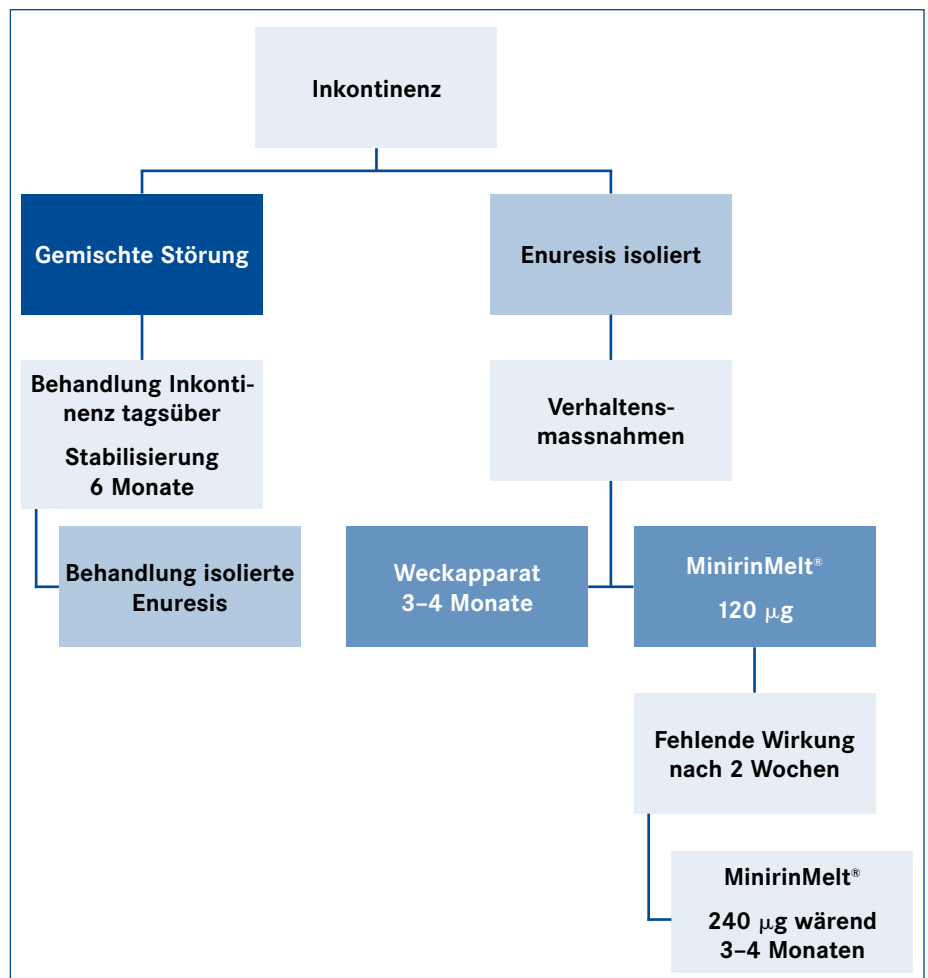 Inkontinenz
Gemischte Störung
Enuresis isoliert
Behandlung Inkonti-
nenz tagsüber
Stabilisierung
6 Monate
Verhaltens-
massnahmen
Behandlung isolierte
Enuresis
Weckapparat
3–4 Monate
MinirinMelt®
120 µg
Fehlende Wirkung
nach 2 Wochen
MinirinMelt®
240 µg wärend
3–4 Monaten